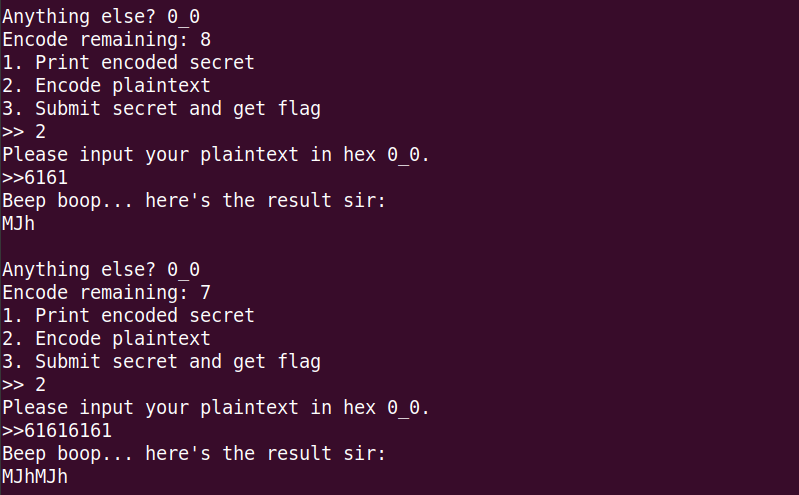 Anything else? 0_0
Encode remaining: 8
1. Print encoded secret
2. Encode plaintext
3. Submit secret and get flag
>> 2
Please input your plaintext in hex 0_0.
>>6161
Beep boop... here's the result sir:
MJh
Anything else? 0_0
Encode remaining: 7
1. Print encoded secret
2. Encode plaintext
3. Submit secret and get flag
>> 2
Please input your plaintext in hex 0_0.
>>61616161
Beep boop... here's the result sir:
MJhMJh